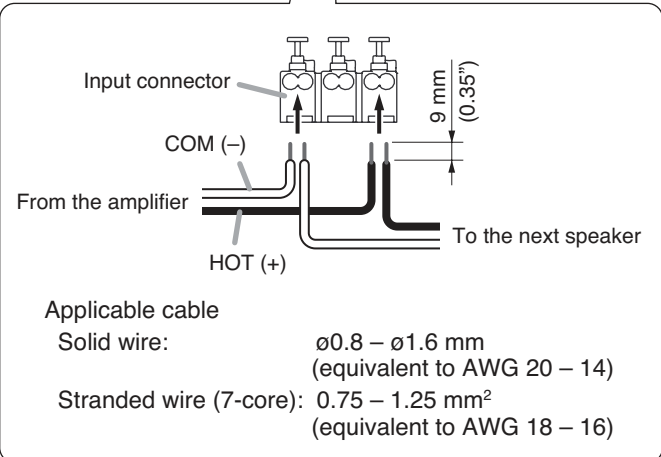 Input connector
9 mm
(0.35")
COM (–)
From the amplifier
To the next speaker
HOT (+)
Applicable cable
Solid wire: ø0.8 – ø1.6 mm
(equivalent to AWG 20 – 14)
Stranded wire (7-core): 0.75 – 1.25 mm²
(equivalent to AWG 18 – 16)